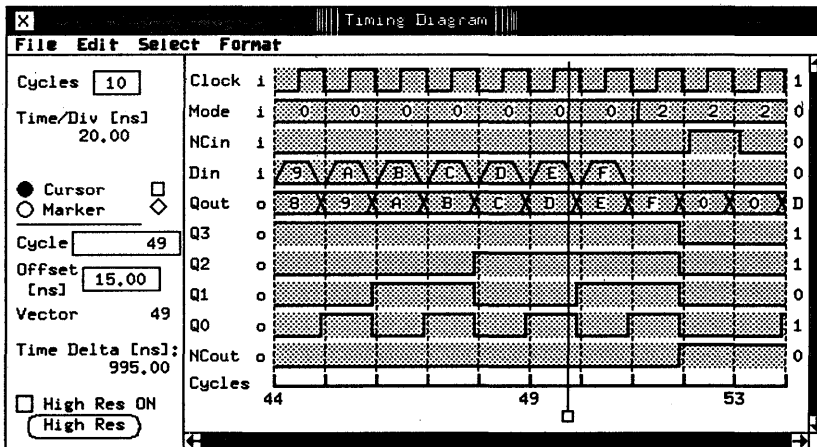 X Timing Diagram
File Edit Select Format
Cycles 10
Time/Div [ns]
20.00
Cursor
Marker
Cycle 49
Offset
[ns] 15.00
Vector 49
Time Delta [ns]:
995.00
High Res ON
High Res
Clock i 1
Mode i 0 0 0 0 0 0 0 2 2 2 0
NCin i 0
Din i 9 A B C D E F 0
Qout o 8 9 A B C D E F 0 0 D
Q3 o 1
Q2 o 1
Q1 o 0
Q0 o 1
NCout o 0
Cycles
44 49 53